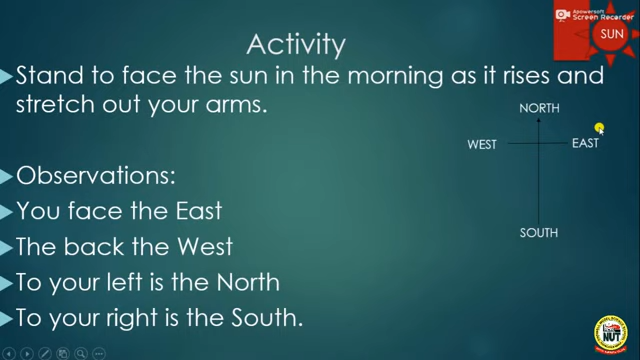 Apowersoft
Screen Recorder
SUN
Activity
Stand to face the sun in the morning as it rises and
stretch out your arms.
NORTH
WEST
EAST
SOUTH
Observations:
You face the East
The back the West
To your left is the North
To your right is the South.
NUT